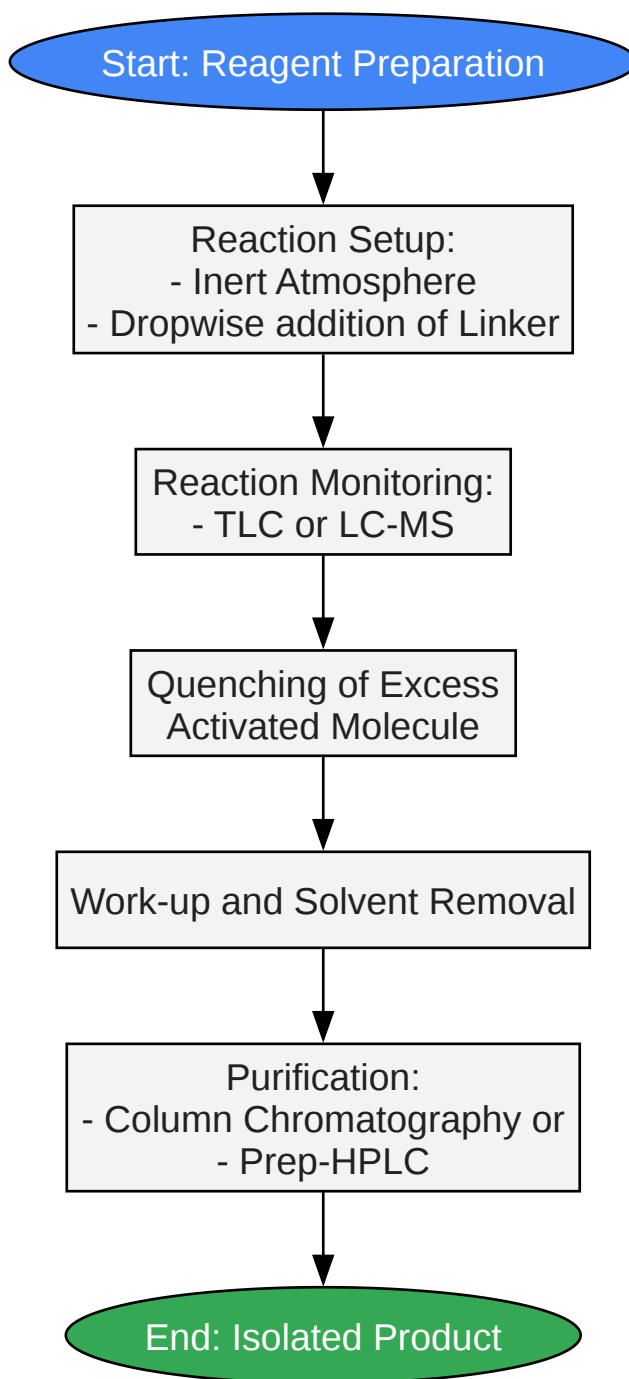 Start: Reagent Preparation
Reaction Setup:
- Inert Atmosphere
- Dropwise addition of Linker
Reaction Monitoring:
- TLC or LC-MS
Quenching of Excess
Activated Molecule
Work-up and Solvent Removal
Purification:
- Column Chromatography or
- Prep-HPLC
End: Isolated Product